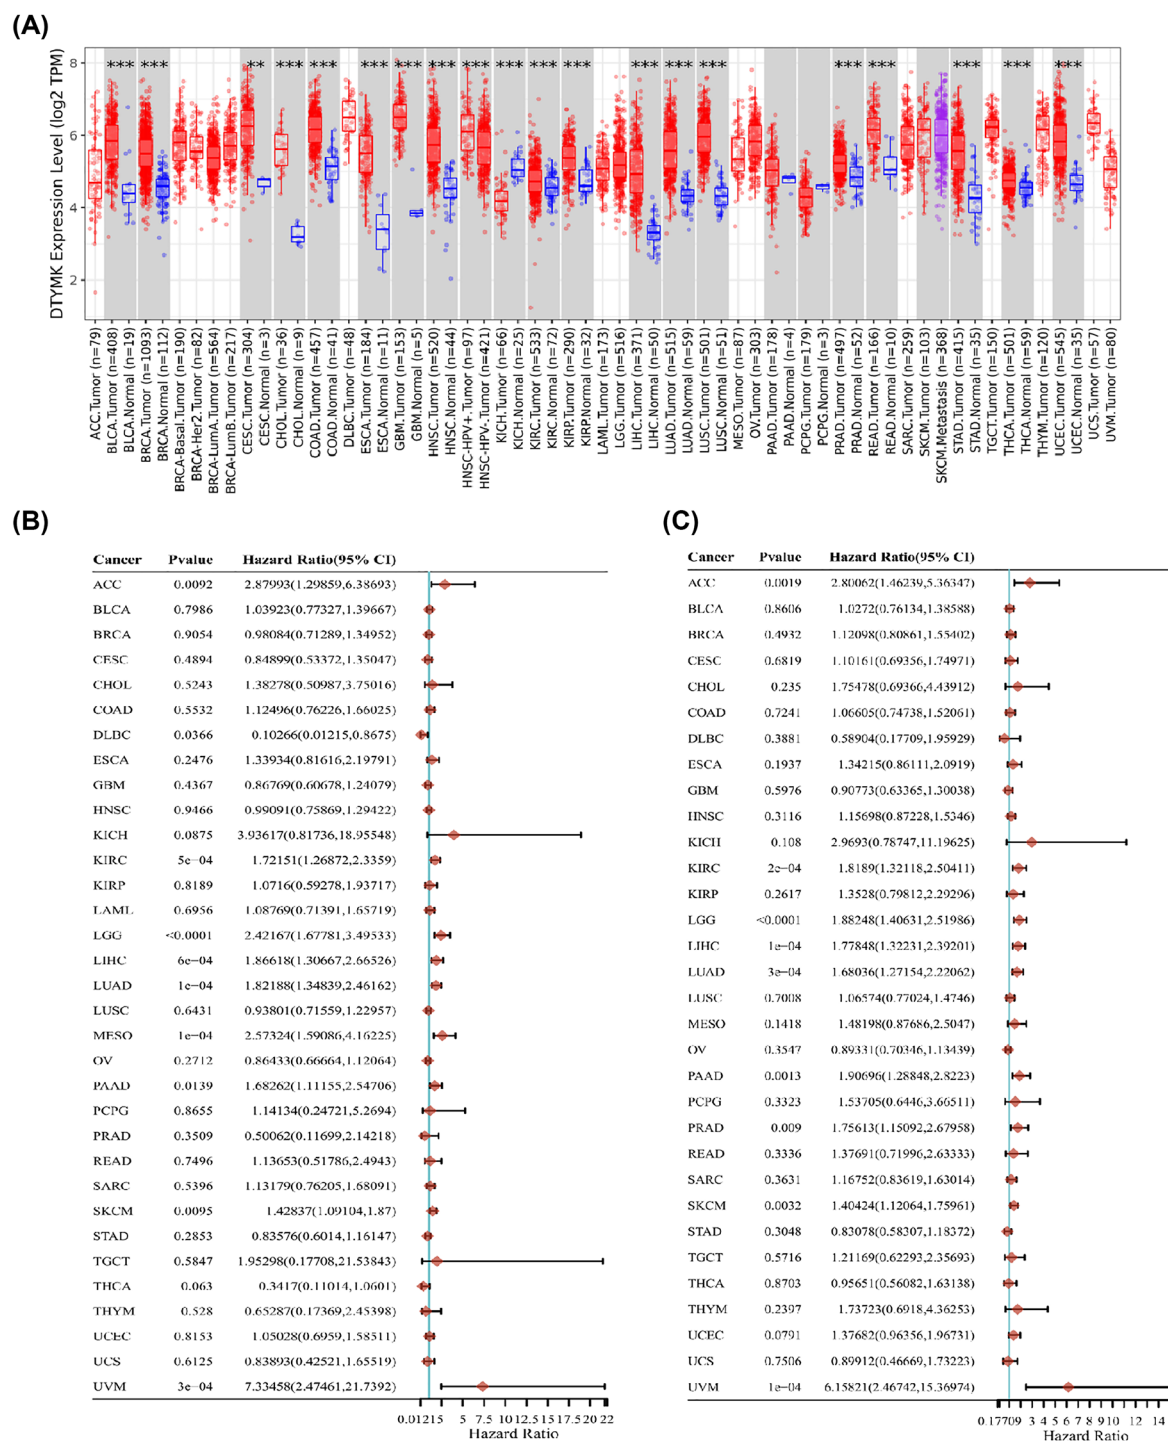 (A)
DTYMK Expression Level (log2 TPM)
8
6
4
2
*** *** ** *** *** *** *** *** *** *** *** *** *** *** *** *** *** *** *** ***
ACC.Tumor (n=79)
BLCA.Tumor (n=408)
BLCA.Normal (n=19)
BRCA.Tumor (n=1093)
BRCA.Normal (n=112)
BRCA-Basal.Tumor (n=190)
BRCA-Her2.Tumor (n=82)
BRCA-LumA.Tumor (n=564)
BRCA-LumB.Tumor (n=217)
CESC.Tumor (n=304)
CESC.Normal (n=3)
CHOL.Tumor (n=36)
CHOL.Normal (n=9)
COAD.Tumor (n=457)
COAD.Normal (n=41)
DLBC.Tumor (n=48)
ESCA.Tumor (n=184)
ESCA.Normal (n=11)
GBM.Tumor (n=153)
GBM.Normal (n=5)
HNSC.Tumor (n=520)
HNSC.Normal (n=44)
HNSC-HPV+.Tumor (n=97)
HNSC-HPV-.Tumor (n=421)
KICH.Tumor (n=66)
KICH.Normal (n=25)
KIRC.Tumor (n=533)
KIRC.Normal (n=72)
KIRP.Tumor (n=290)
KIRP.Normal (n=32)
LAML.Tumor (n=173)
LGG.Tumor (n=516)
LIHC.Tumor (n=371)
LIHC.Normal (n=50)
LUAD.Tumor (n=515)
LUAD.Normal (n=59)
LUSC.Tumor (n=501)
LUSC.Normal (n=51)
MESO.Tumor (n=87)
OV.Tumor (n=303)
PAAD.Tumor (n=178)
PAAD.Normal (n=4)
PCPG.Tumor (n=179)
PCPG.Normal (n=3)
PRAD.Tumor (n=497)
PRAD.Normal (n=52)
READ.Tumor (n=166)
READ.Normal (n=10)
SARC.Tumor (n=259)
SKCM.Tumor (n=103)
SKCM.Metastasis (n=368)
STAD.Tumor (n=415)
STAD.Normal (n=35)
TGCT.Tumor (n=150)
THCA.Tumor (n=501)
THCA.Normal (n=59)
THYM.Tumor (n=120)
UCEC.Tumor (n=545)
UCEC.Normal (n=35)
UCS.Tumor (n=57)
UVM.Tumor (n=80)
(B)
Cancer Pvalue Hazard Ratio(95% CI)
ACC 0.0092 2.87993(1.29859,6.38693)
BLCA 0.7986 1.03923(0.77327,1.39667)
BRCA 0.9054 0.98084(0.71289,1.34952)
CESC 0.4894 0.84899(0.53372,1.35047)
CHOL 0.5243 1.38278(0.50987,3.75016)
COAD 0.5532 1.12496(0.76226,1.66025)
DLBC 0.0366 0.10266(0.01215,0.8675)
ESCA 0.2476 1.33934(0.81616,2.19791)
GBM 0.4367 0.86769(0.60678,1.24079)
HNSC 0.9466 0.99091(0.75869,1.29422)
KICH 0.0875 3.93617(0.81736,18.95548)
KIRC 5e−04 1.72151(1.26872,2.3359)
KIRP 0.8189 1.0716(0.59278,1.93717)
LAML 0.6956 1.08769(0.71391,1.65719)
LGG <0.0001 2.42167(1.67781,3.49533)
LIHC 6e−04 1.86618(1.30667,2.66526)
LUAD 1e−04 1.82188(1.34839,2.46162)
LUSC 0.6431 0.93801(0.71559,1.22957)
MESO 1e−04 2.57324(1.59086,4.16225)
OV 0.2712 0.86433(0.66664,1.12064)
PAAD 0.0139 1.68262(1.11155,2.54706)
PCPG 0.8655 1.14134(0.24721,5.2694)
PRAD 0.3509 0.50062(0.11699,2.14218)
READ 0.7496 1.13653(0.51786,2.4943)
SARC 0.5396 1.13179(0.76205,1.68091)
SKCM 0.0095 1.42837(1.09104,1.87)
STAD 0.2853 0.83576(0.6014,1.16147)
TGCT 0.5847 1.95298(0.17708,21.53843)
THCA 0.063 0.3417(0.11014,1.0601)
THYM 0.528 0.65287(0.17369,2.45398)
UCEC 0.8153 1.05028(0.6959,1.58511)
UCS 0.6125 0.83893(0.42521,1.65519)
UVM 3e−04 7.33458(2.47461,21.7392)
0.01215 5 7.5 10 12.5 15 17.5 20 22
Hazard Ratio
(C)
Cancer Pvalue Hazard Ratio(95% CI)
ACC 0.0019 2.80062(1.46239,5.36347)
BLCA 0.8606 1.0272(0.76134,1.38588)
BRCA 0.4932 1.12098(0.80861,1.55402)
CESC 0.6819 1.10161(0.69356,1.74971)
CHOL 0.235 1.75478(0.69366,4.43912)
COAD 0.7241 1.06605(0.74738,1.52061)
DLBC 0.3881 0.58904(0.17709,1.95929)
ESCA 0.1937 1.34215(0.86111,2.0919)
GBM 0.5976 0.90773(0.63365,1.30038)
HNSC 0.3116 1.15698(0.87228,1.5346)
KICH 0.108 2.9693(0.78747,11.19625)
KIRC 2e−04 1.8189(1.32118,2.50411)
KIRP 0.2617 1.3528(0.79812,2.29296)
LGG <0.0001 1.88248(1.40631,2.51986)
LIHC 1e−04 1.77848(1.32231,2.39201)
LUAD 3e−04 1.68036(1.27154,2.22062)
LUSC 0.7008 1.06574(0.77024,1.4746)
MESO 0.1418 1.48198(0.87686,2.5047)
OV 0.3547 0.89331(0.70346,1.13439)
PAAD 0.0013 1.90696(1.28848,2.8223)
PCPG 0.3323 1.53705(0.6446,3.66511)
PRAD 0.009 1.75613(1.15092,2.67958)
READ 0.3336 1.37691(0.71996,2.63333)
SARC 0.3631 1.16752(0.83619,1.63014)
SKCM 0.0032 1.40424(1.12064,1.75961)
STAD 0.3048 0.83078(0.58307,1.18372)
TGCT 0.5716 1.21169(0.62293,2.35693)
THCA 0.8703 0.95651(0.56082,1.63138)
THYM 0.2397 1.73723(0.6918,4.36253)
UCEC 0.0791 1.37682(0.96356,1.96731)
UCS 0.7506 0.89912(0.46669,1.73223)
UVM 1e−04 6.15821(2.46742,15.36974)
0.17709 3 4 5 6 7 8 9 10 12 14
Hazard Ratio